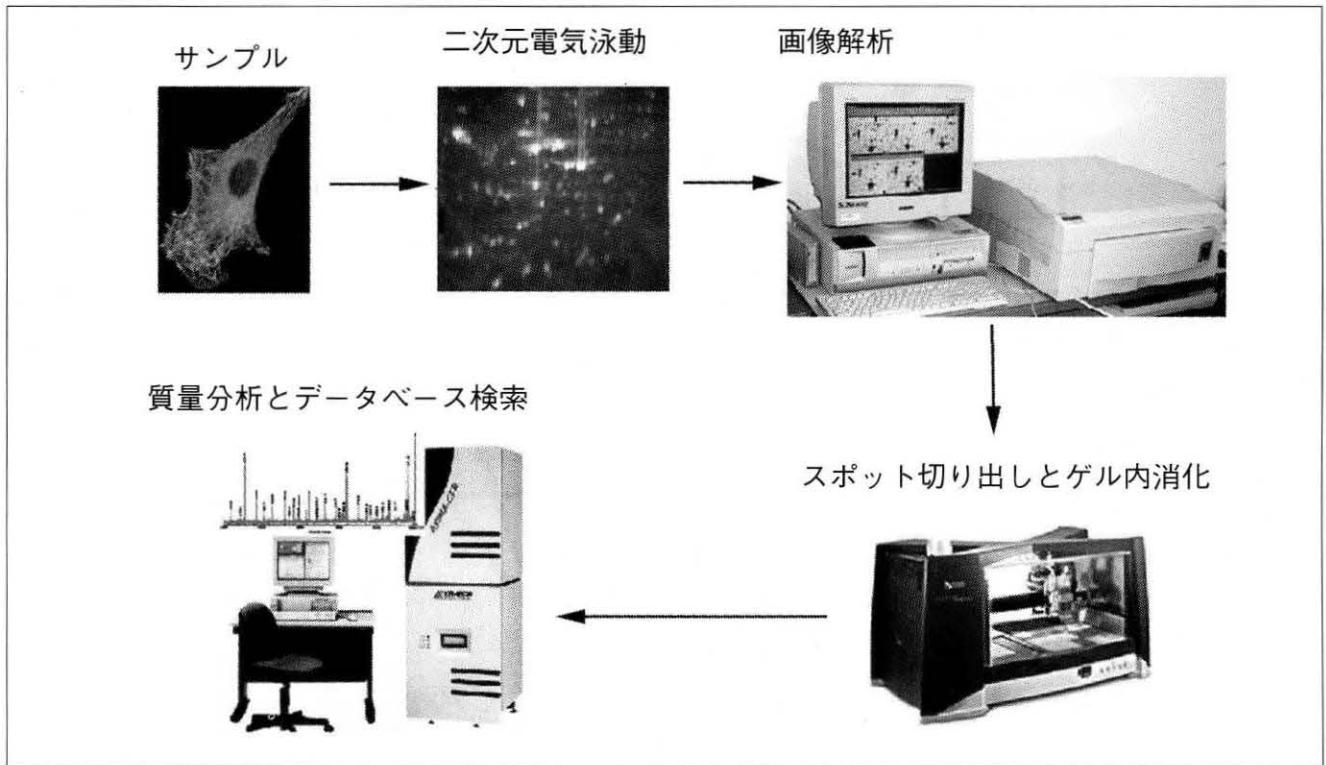 サンプル
二次元電気泳動
画像解析
スポット切り出しとゲル内消化
質量分析とデータベース検索